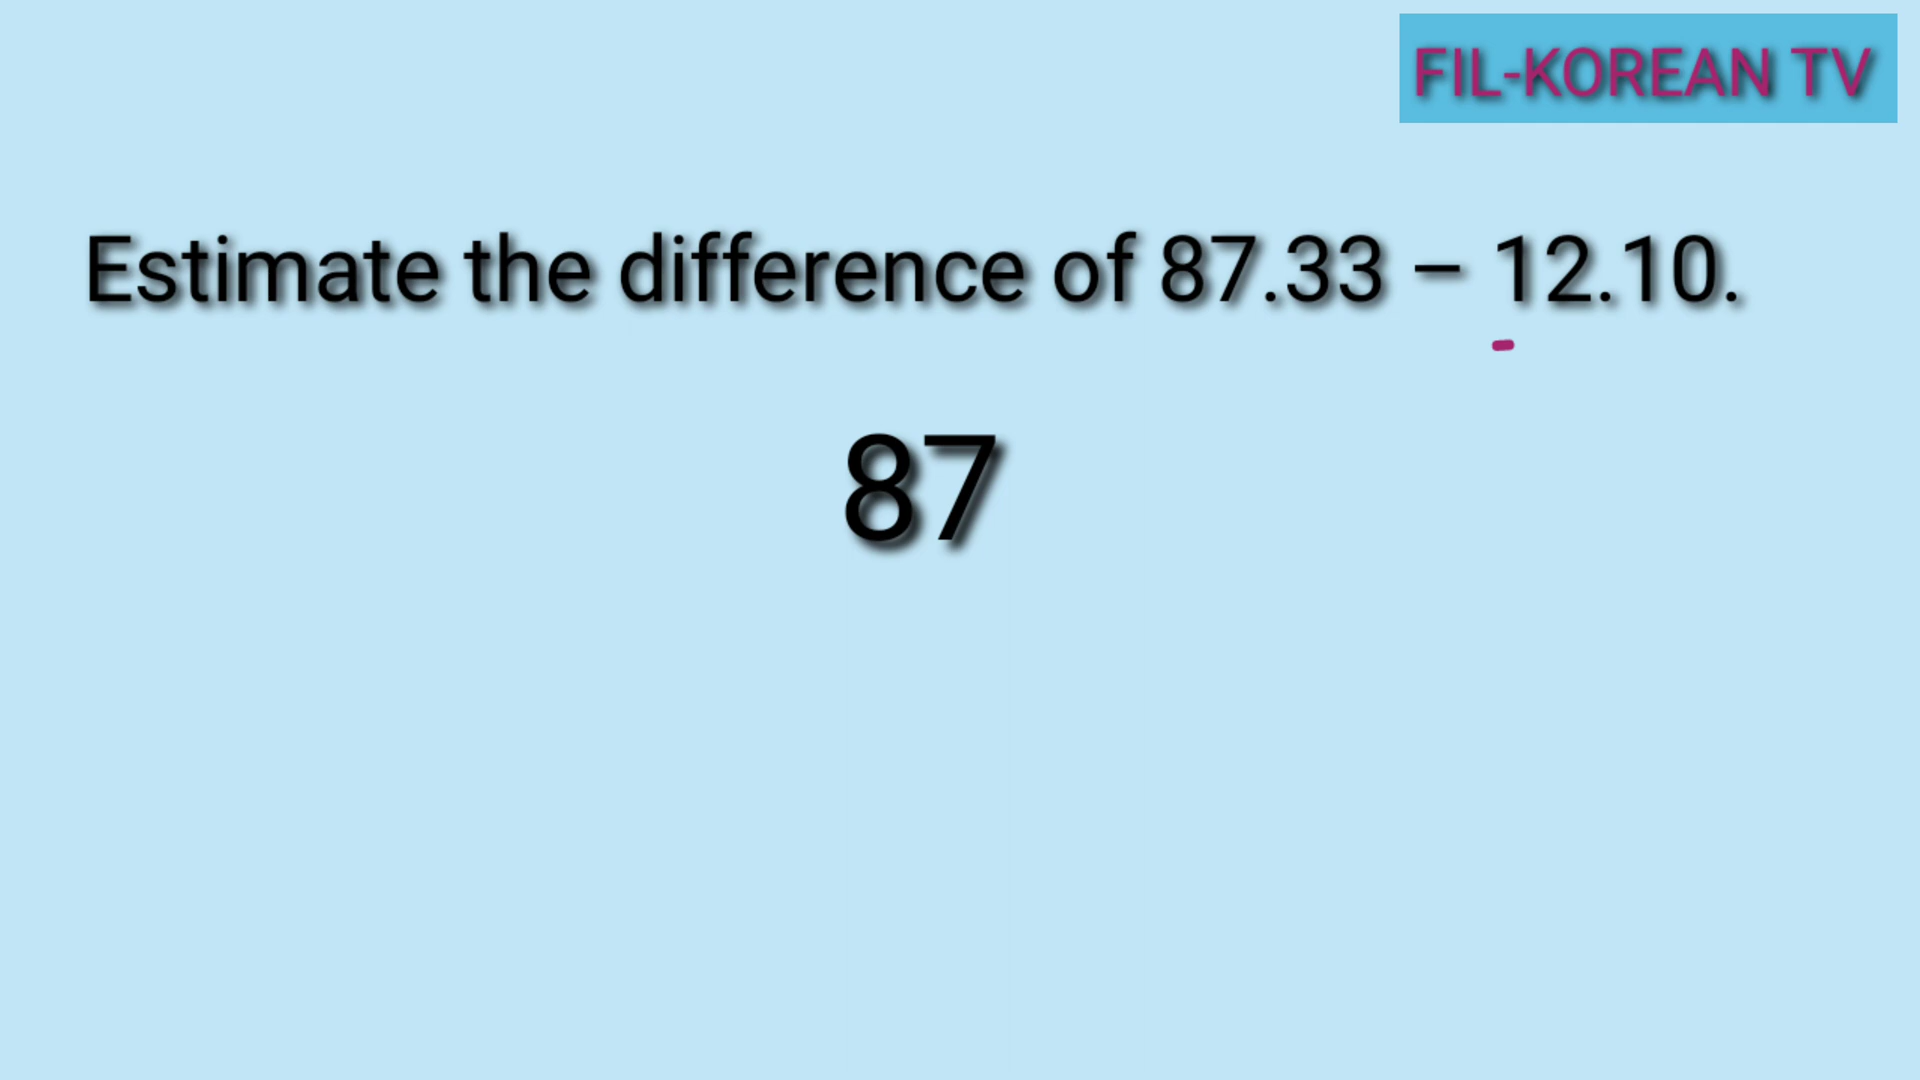 FIL-KOREAN TV
Estimate the difference of 87.33 – 12.10.
87